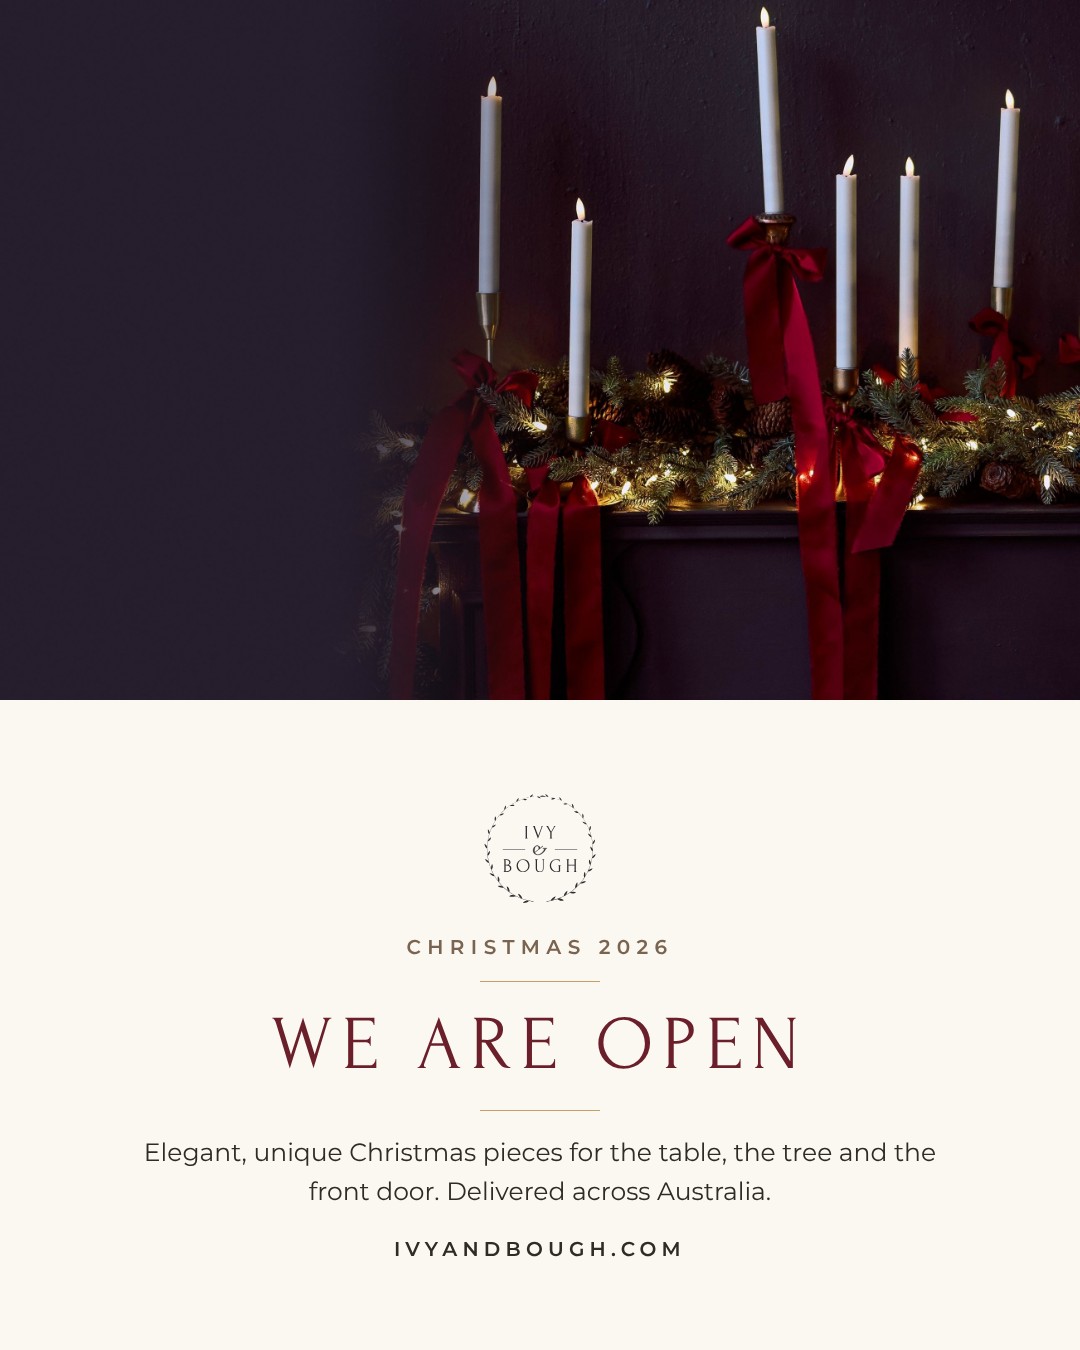 IVY
&
BOUGH
CHRISTMAS 2026
WE ARE OPEN
Elegant, unique Christmas pieces for the table, the tree and the
front door. Delivered across Australia.
IVYANDBOUGH.COM